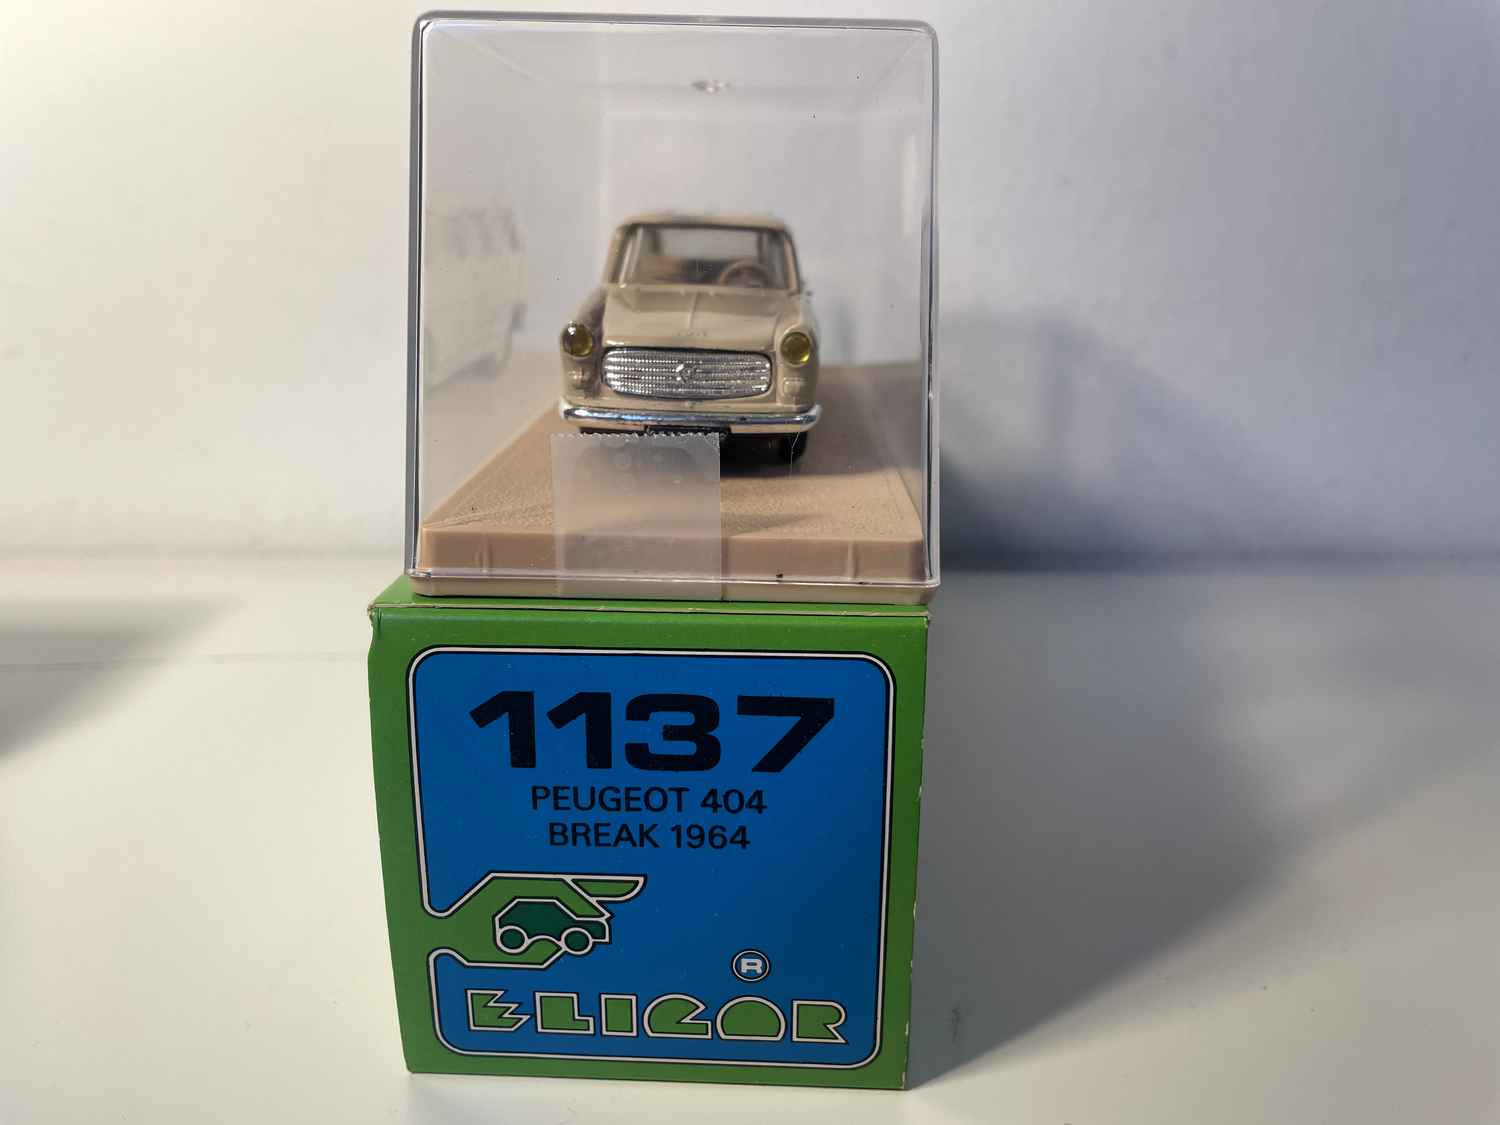 1137
PEUGEOT 404
BREAK 1964
®
ELIGOR